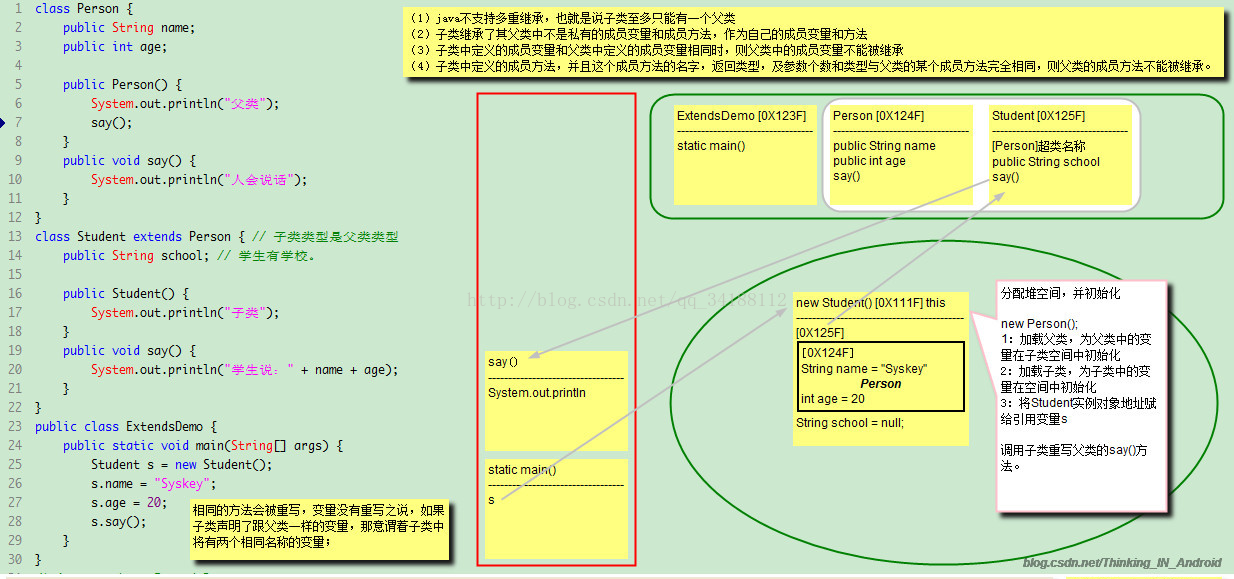 1 class Person {
2 public String name;
3 public int age;
4
5 public Person() {
6 System.out.println("父类");
7 say();
8 }
9 public void say() {
10 System.out.println("人会说话");
11 }
12 }
13 class Student extends Person { // 子类类型是父类类型
14 public String school; // 学生有学校。
15
16 public Student() {
17 System.out.println("子类");
18 }
19 public void say() {
20 System.out.println("学生说：" + name + age);
21 }
22 }
23 public class ExtendsDemo {
24 public static void main(String[] args) {
25 Student s = new Student();
26 s.name = "Syskey";
27 s.age = 20;
28 s.say();
29 }
30 }
相同的方法会被重写，变量没有重写之说，如果
子类声明了跟父类一样的变量，那意谓着子类中
将有两个相同名称的变量；
（1）java不支持多重继承，也就是说子类至多只能有一个父类
（2）子类继承了其父类中不是私有的成员变量和成员方法，作为自己的成员变量和方法
（3）子类中定义的成员变量和父类中定义的成员变量相同时，则父类中的成员变量不能被继承
（4）子类中定义的成员方法，并且这个成员方法的名字，返回类型，及参数个数和类型与父类的某个成员方法完全相同，则父类的成员方法不能被继承。
say()
System.out.println
static main()
s
ExtendsDemo [0X123F]
static main()
Person [0X124F]
public String name
public int age
say()
Student [0X125F]
[Person]超类名称
public String school
say()
http://blog.csdn.net/qq_34188112
new Student() [0X111F] this
[0X125F]
[0X124F]
String name = "Syskey"
Person
int age = 20
String school = null;
分配堆空间，并初始化
new Person();
1：加载父类，为父类中的变
量在子类空间中初始化
2：加载子类，为子类中的变
量在空间中初始化
3：将Student实例对象地址赋
给引用变量s
调用子类重写父类的say()方
法。
blog.csdn.net/Thinking_IN_Android